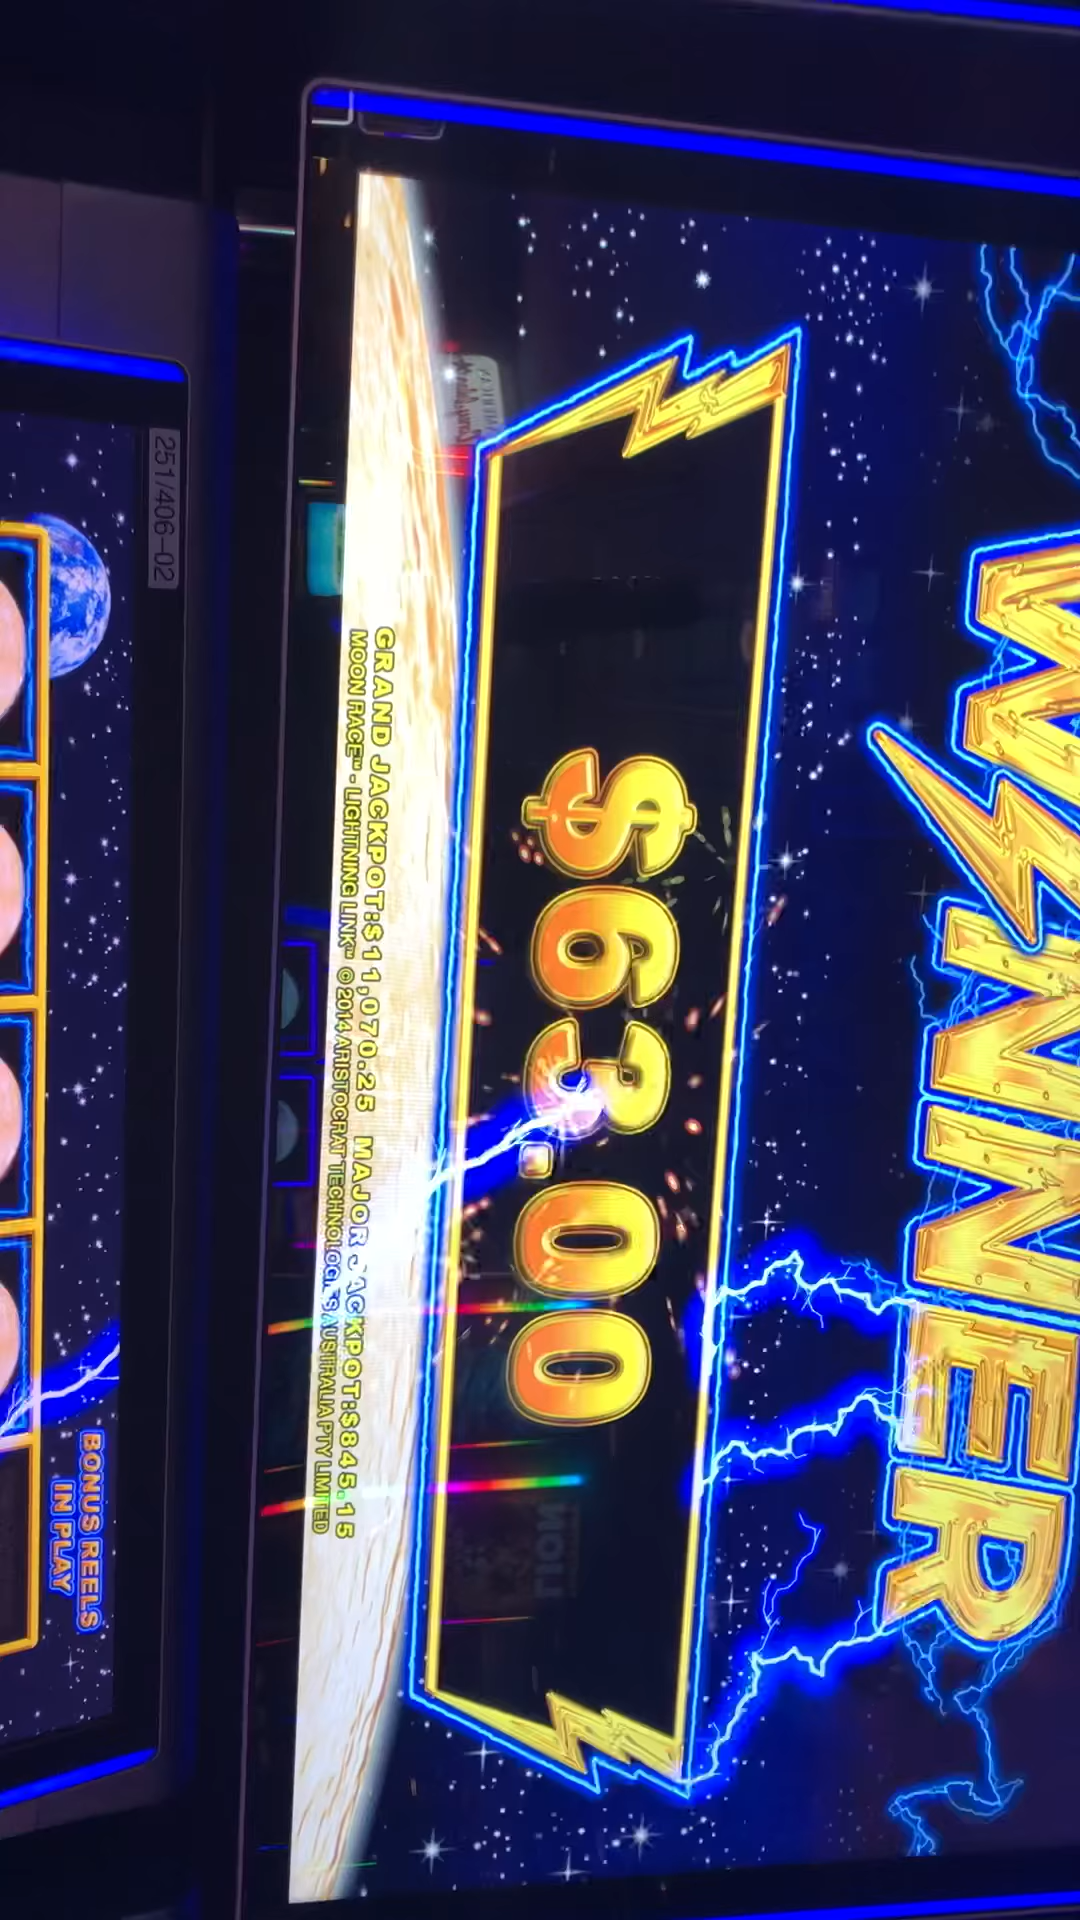 WINNER
$63.00
GRAND JACKPOT:$11,070.25 MAJOR JACKPOT:$845.15
MOON RACE™ - LIGHTNING LINK™ © 2014 ARISTOCRAT TECHNOLOGIES AUSTRALIA PTY LIMITED
251/406-02
BONUS REELS
IN PLAY